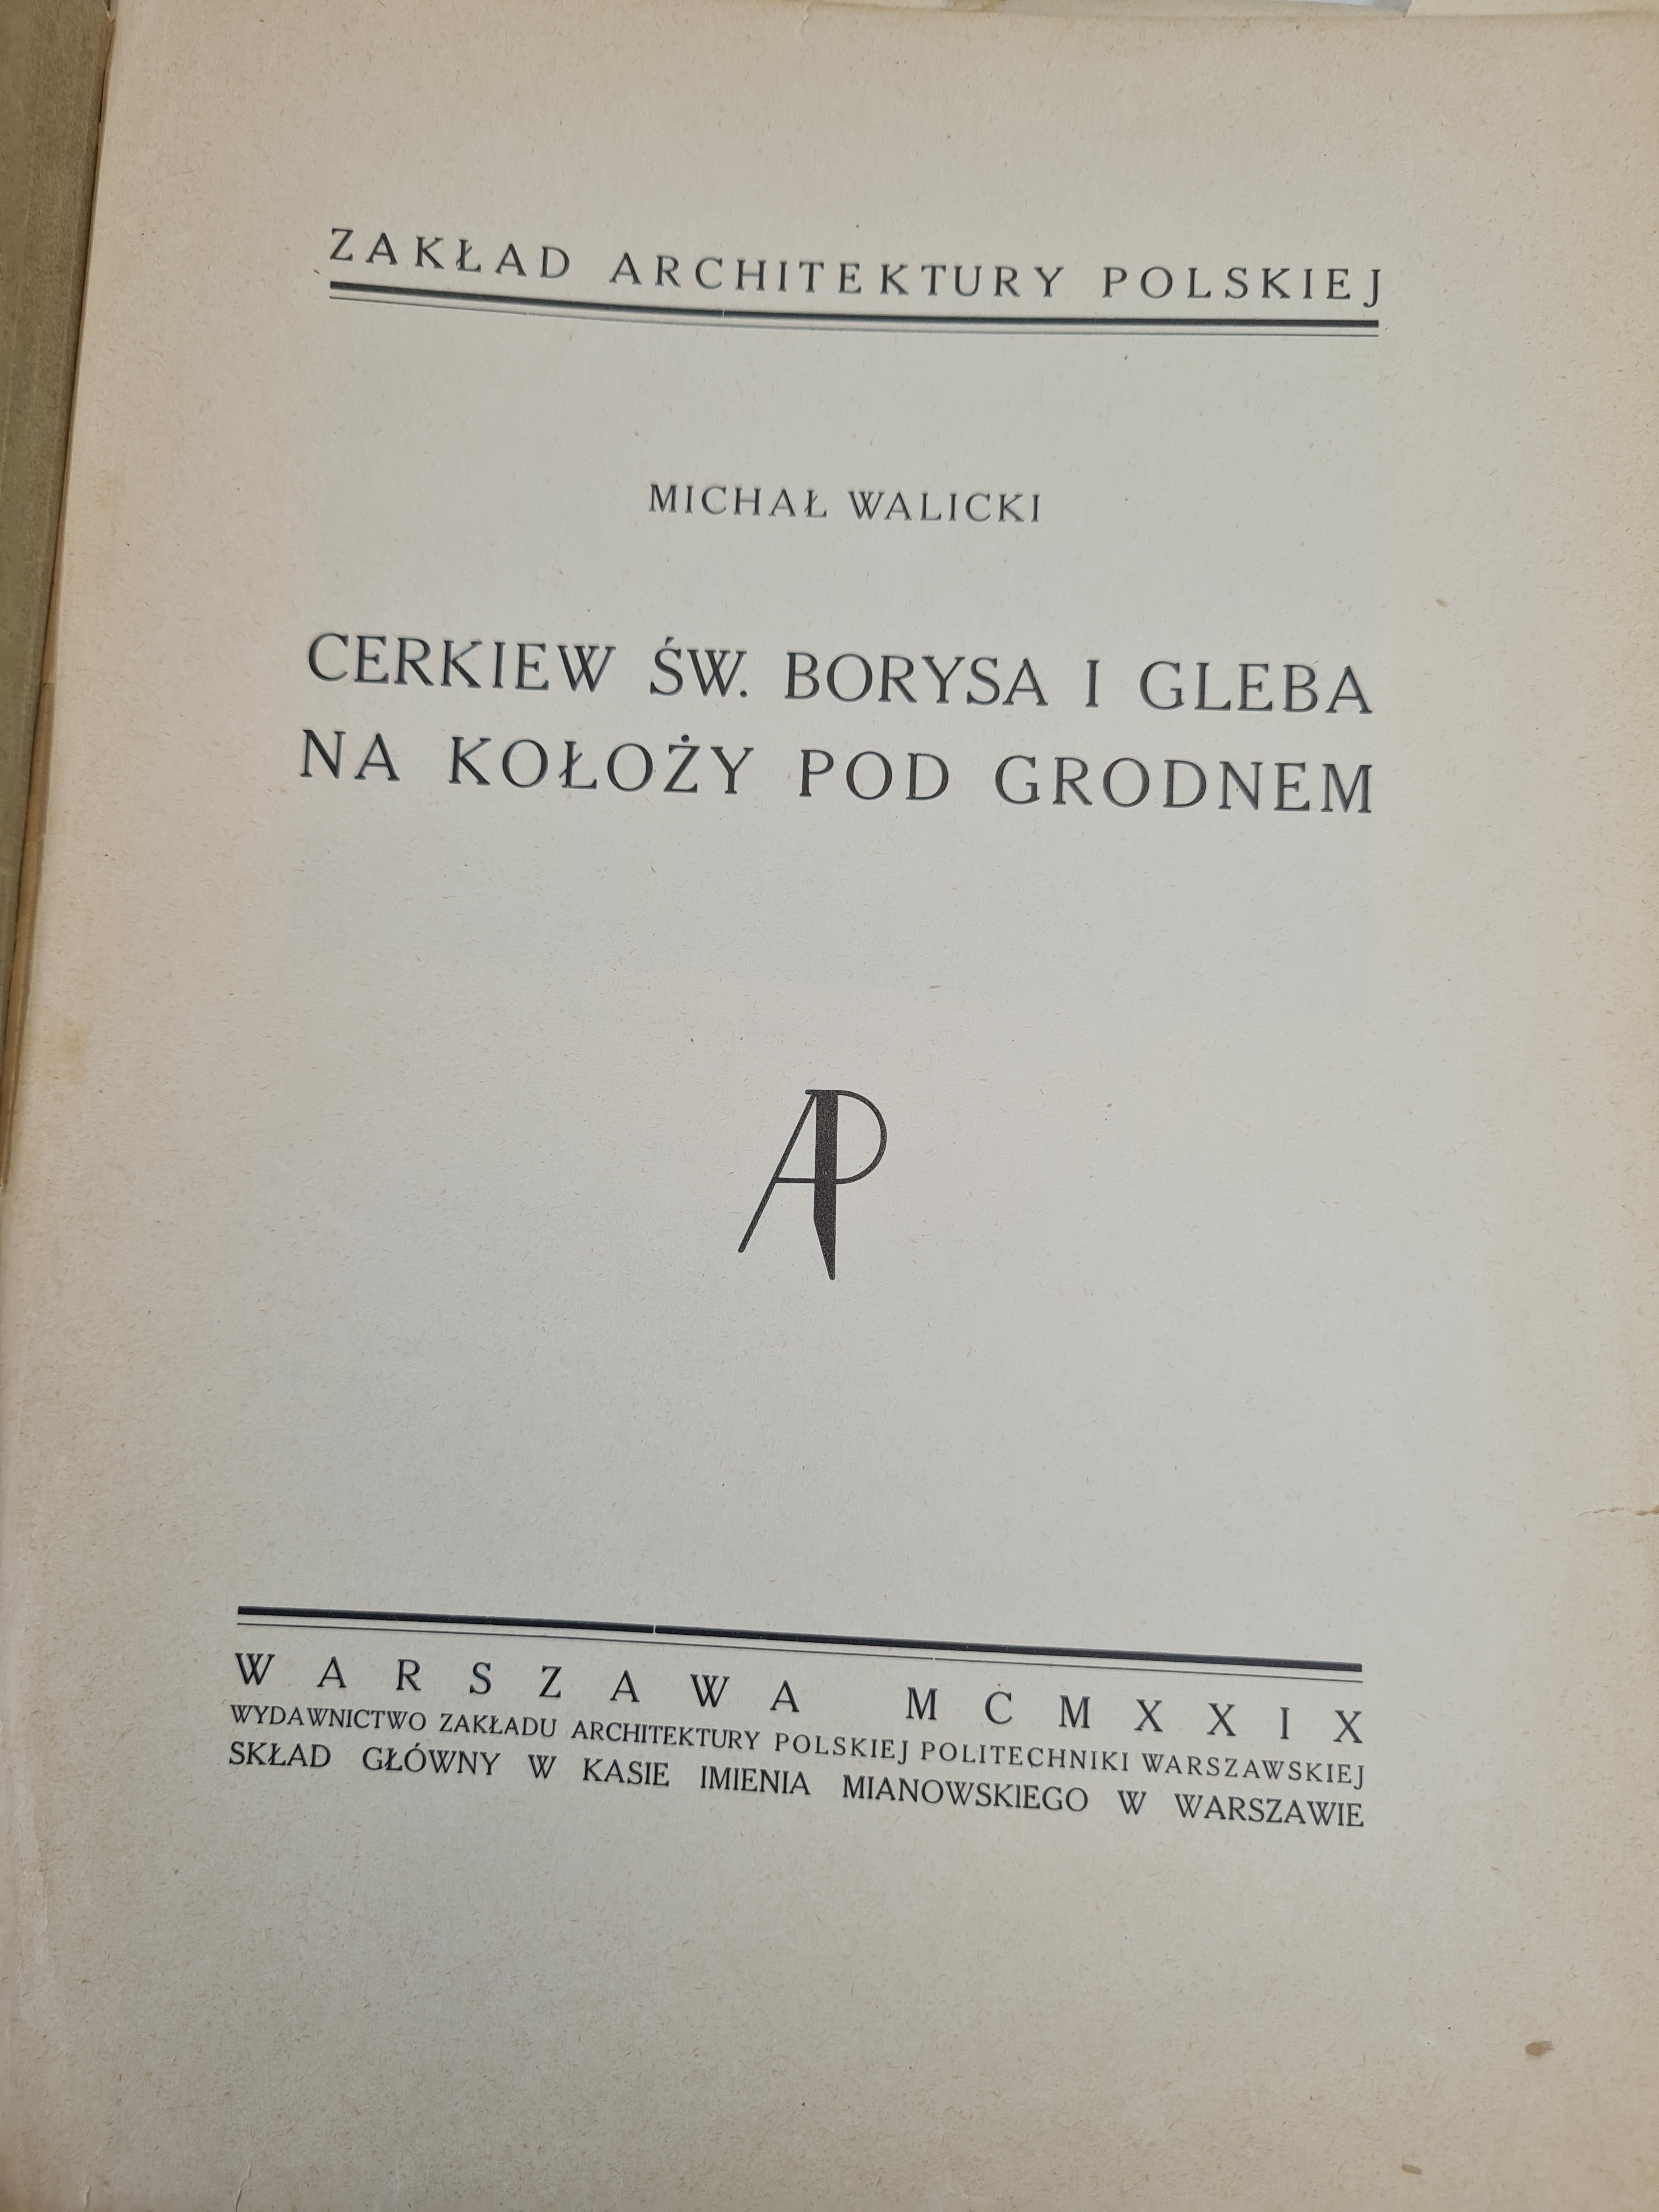 ZAKŁAD ARCHITEKTURY POLSKIEJ
MICHAŁ WALICKI
CERKIEW ŚW. BORYSA I GLEBA
NA KOŁOŻY POD GRODNEM
AP
WARSZAWA MCMXXIX
WYDAWNICTWO ZAKŁADU ARCHITEKTURY POLSKIEJ POLITECHNIKI WARSZAWSKIEJ
SKŁAD GŁÓWNY W KASIE IMIENIA MIANOWSKIEGO W WARSZAWIE